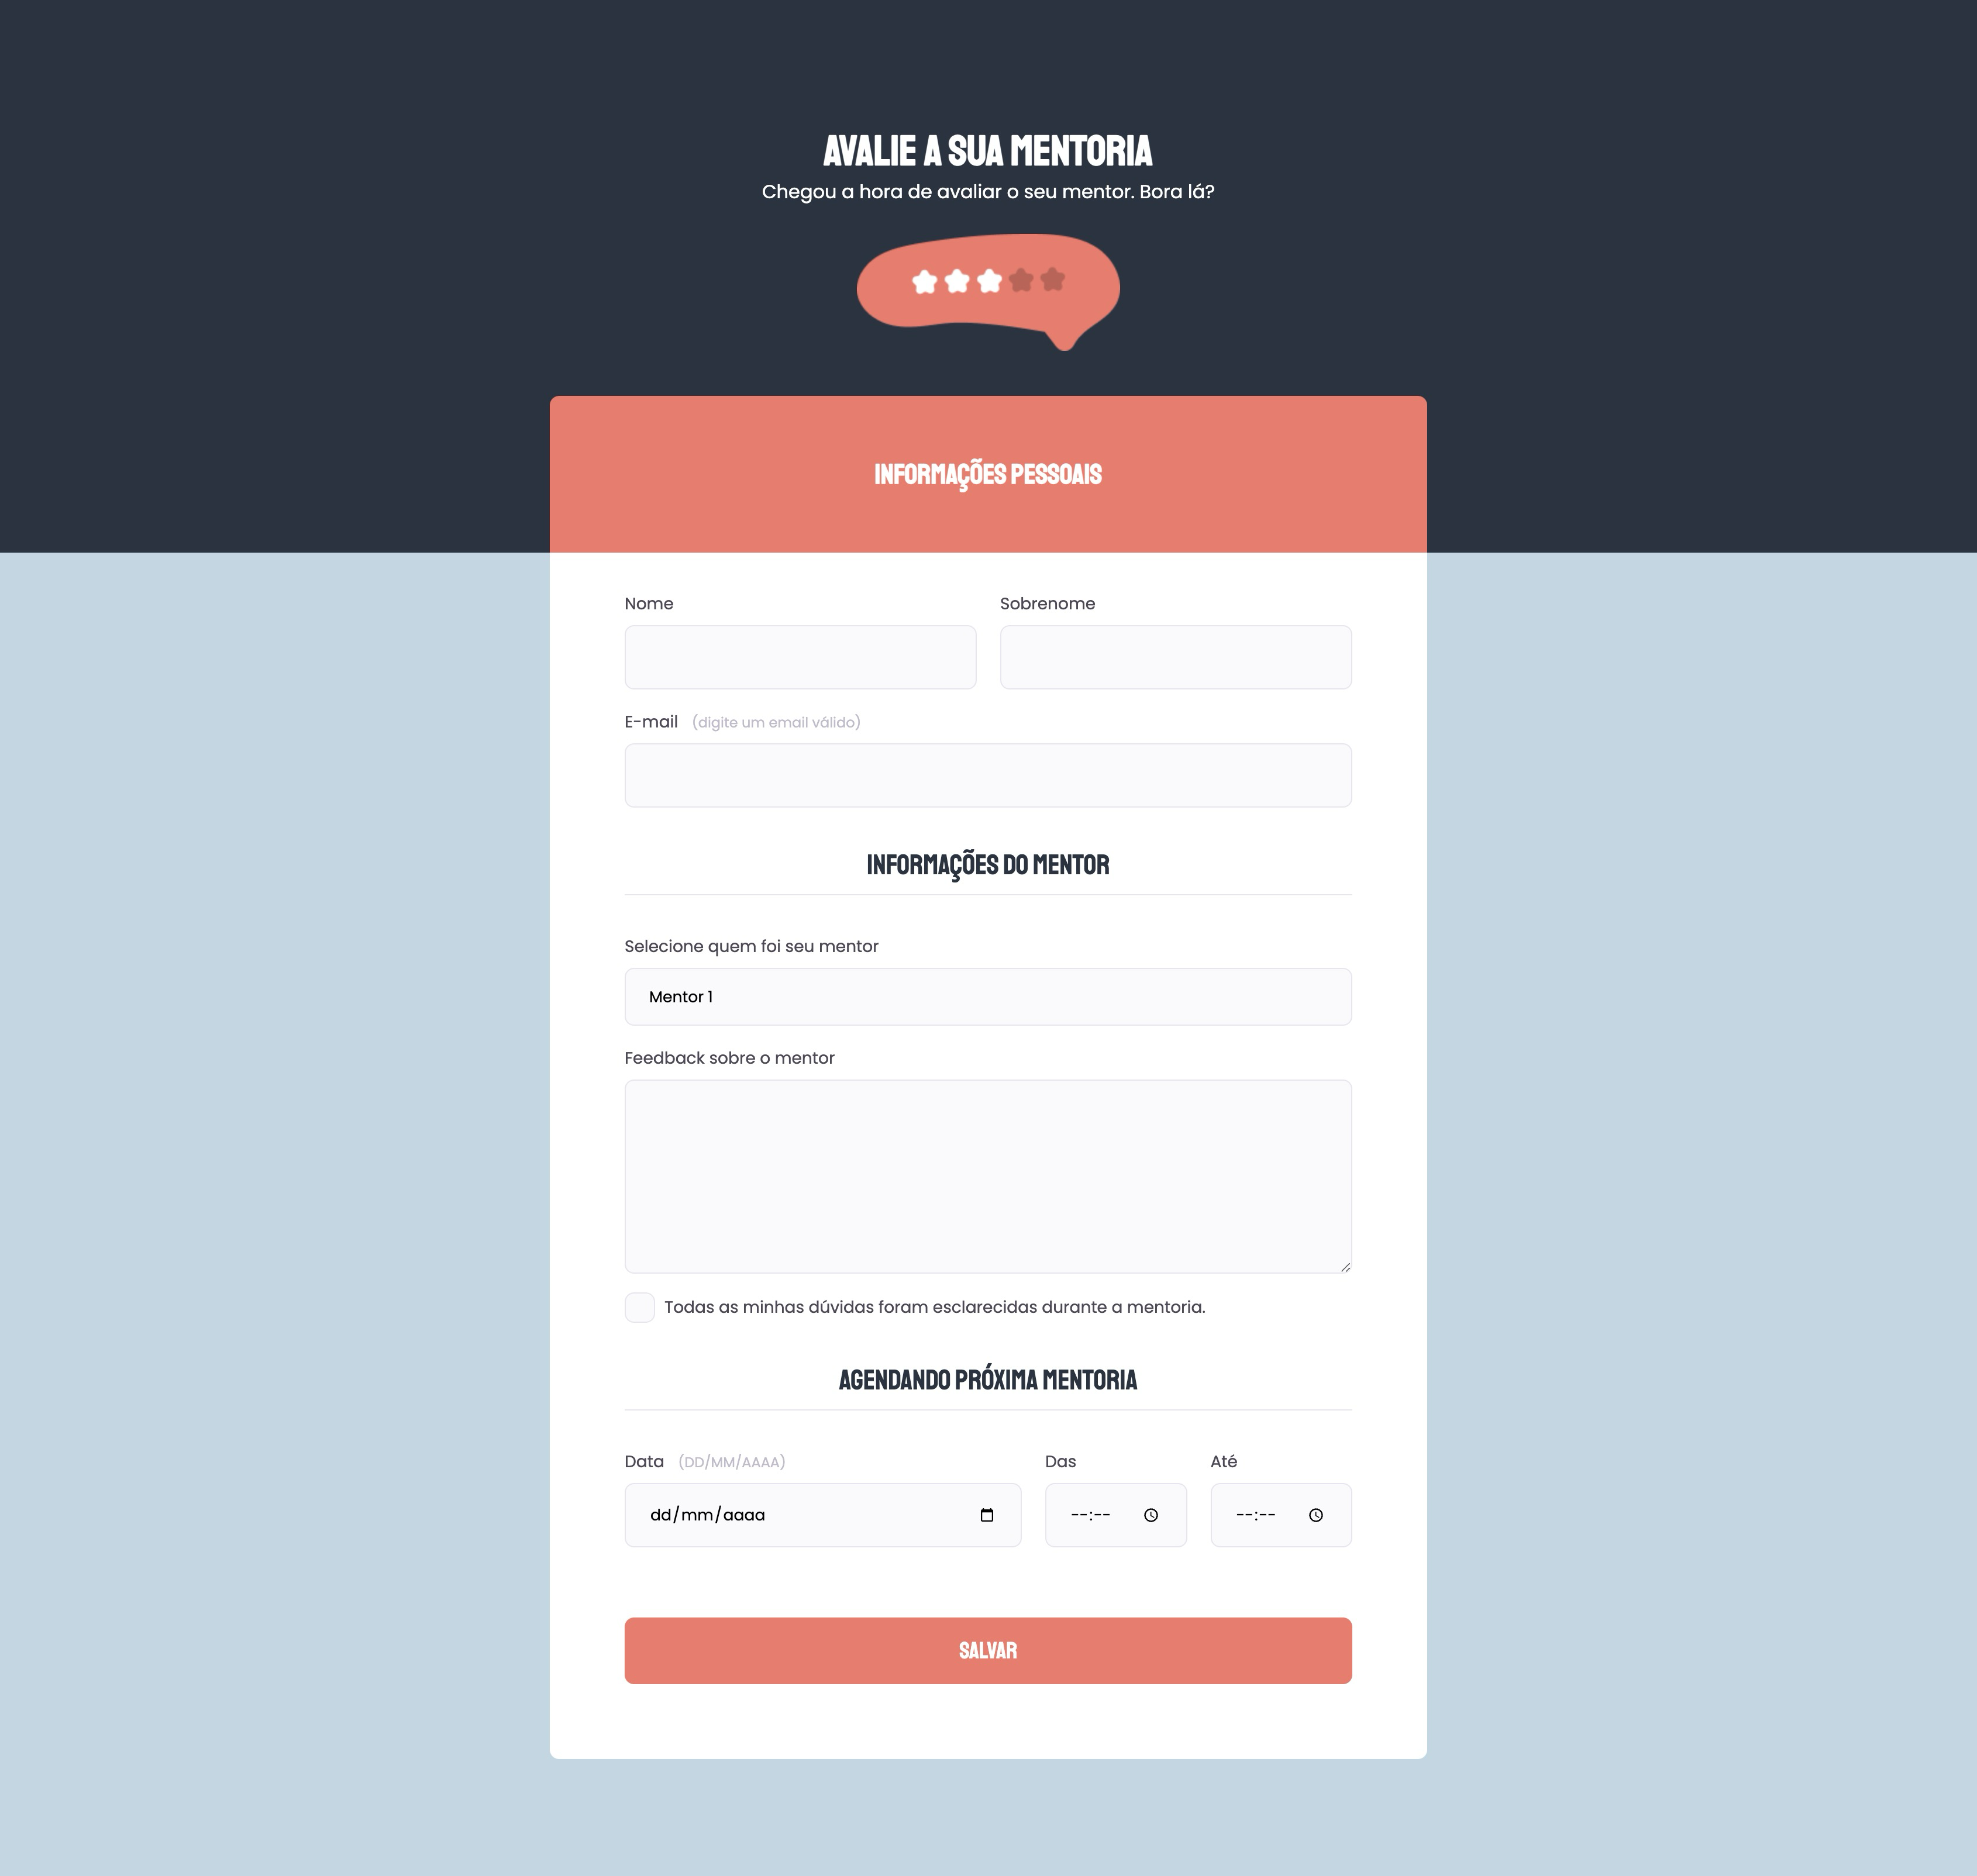 AVALIE A SUA MENTORIA
Chegou a hora de avaliar o seu mentor. Bora lá?
INFORMAÇÕES PESSOAIS
Nome
Sobrenome
E-mail (digite um email válido)
INFORMAÇÕES DO MENTOR
Selecione quem foi seu mentor
Mentor 1
Feedback sobre o mentor
Todas as minhas dúvidas foram esclarecidas durante a mentoria.
AGENDANDO PRÓXIMA MENTORIA
Data (DD/MM/AAAA)
Das
Até
dd/mm/aaaa
--:--
--:--
SALVAR